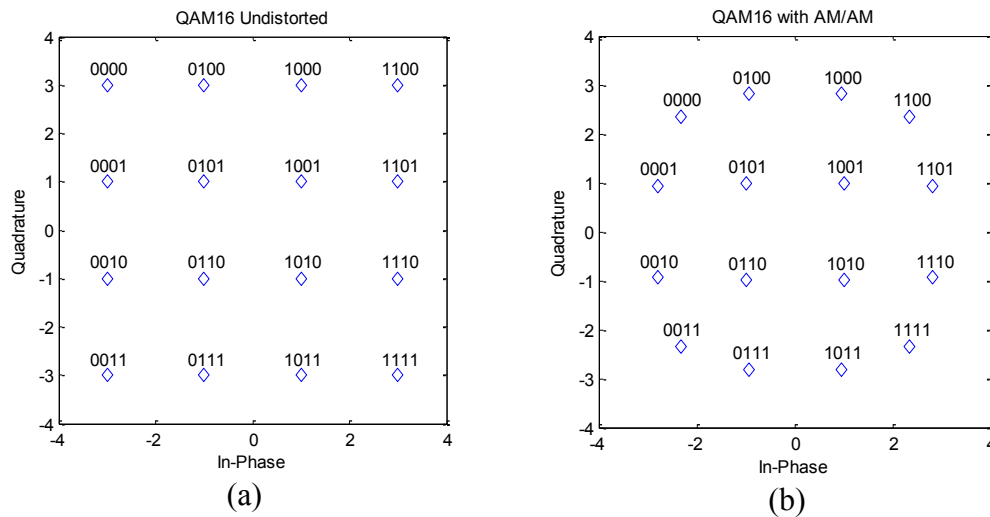 QAM16 Undistorted
4
0000 0100 1000 1100
3
2
0001 0101 1001 1101
1
Quadrature
0
0010 0110 1010 1110
-1
-2
0011 0111 1011 1111
-3
-4
-4 -2 0 2 4
In-Phase
(a)
QAM16 with AM/AM
4
0100 1000
3
0000 1100
2
0001 0101 1001 1101
1
Quadrature
0
0010 0110 1010 1110
-1
0011 1111
-2
0111 1011
-3
-4
-4 -2 0 2 4
In-Phase
(b)